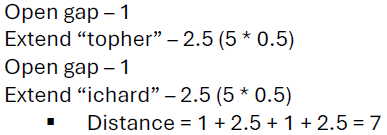 Open gap – 1
Extend “topher” – 2.5 (5 * 0.5)
Open gap – 1
Extend “ichard” – 2.5 (5 * 0.5)
▪ Distance = 1 + 2.5 + 1 + 2.5 = 7